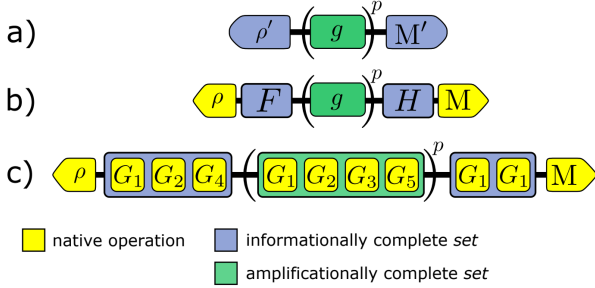 a) ρ′ ( g )^p M′
b) ρ F ( g )^p H M
c) ρ G₁ G₂ G₄ ( G₁ G₂ G₃ G₅ )^p G₁ G₁ M
native operation informationally complete set
amplificationally complete set